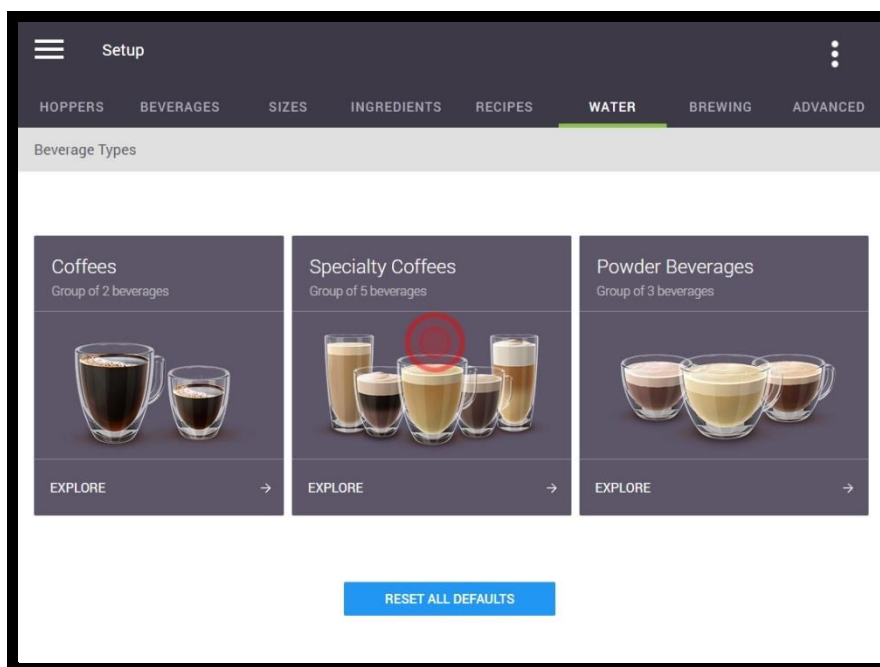 Setup
HOPPERS BEVERAGES SIZES INGREDIENTS RECIPES WATER BREWING ADVANCED
Beverage Types
Coffees
Group of 2 beverages
EXPLORE
Specialty Coffees
Group of 5 beverages
EXPLORE
Powder Beverages
Group of 3 beverages
EXPLORE
RESET ALL DEFAULTS